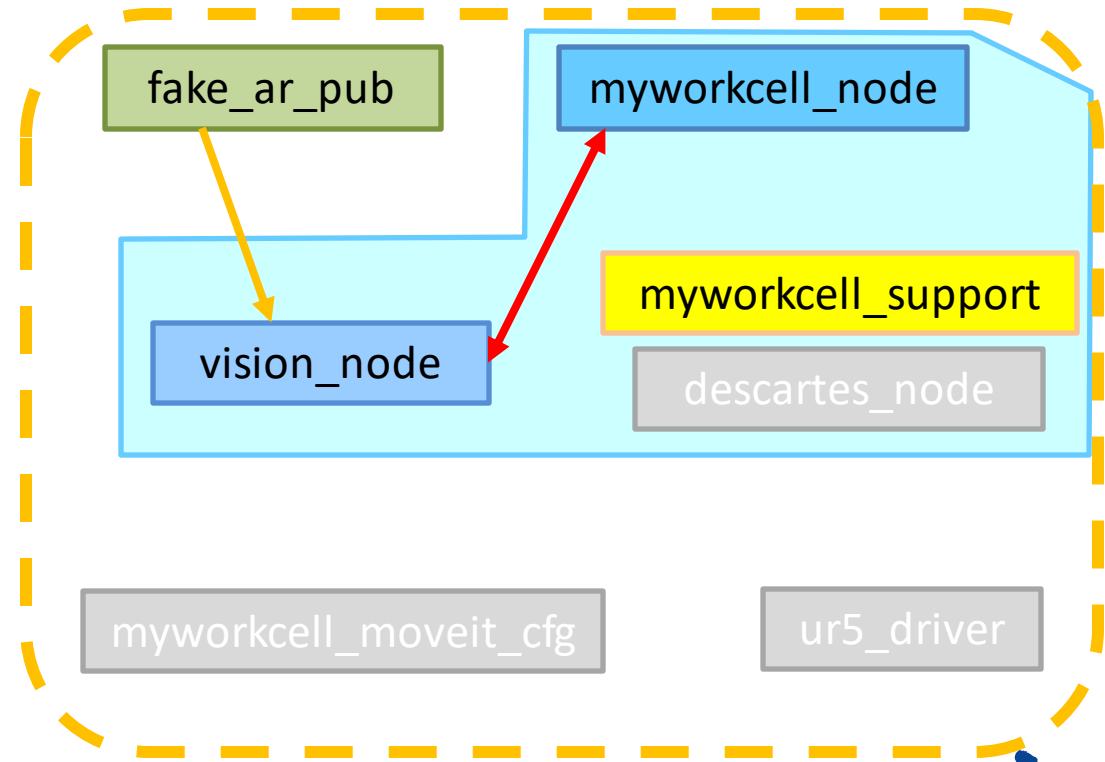 fake_ar_pub
myworkcell_node
myworkcell_support
vision_node
descartes_node
myworkcell_moveit_cfg
ur5_driver